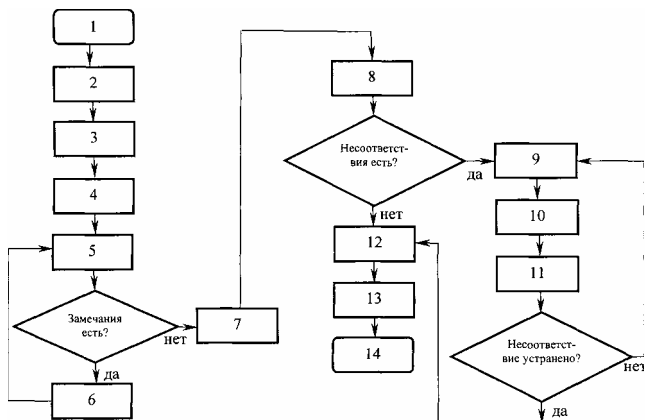 1
2
3
4
5
Замечания
есть?
нет
да
6
7
8
Несоответст-
вия есть?
да
нет
9
10
11
12
13
14
Несоответст-
вие устранено?
нет
да